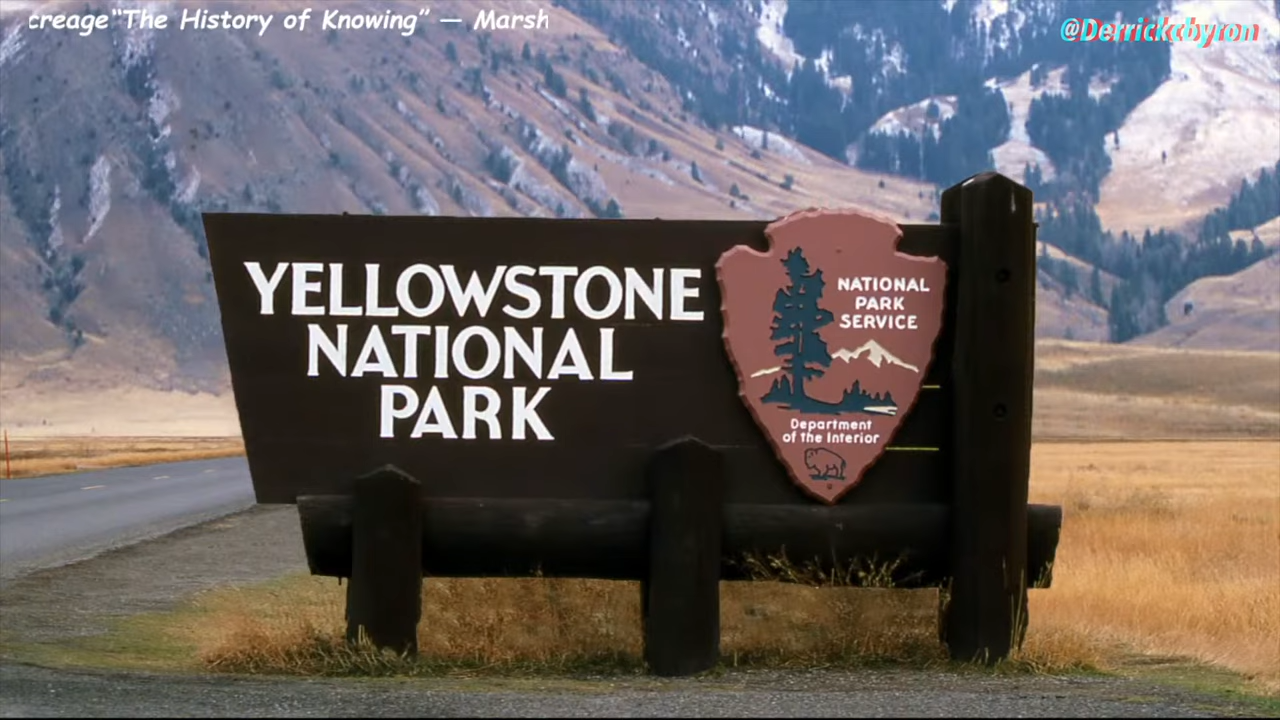 creage“The History of Knowing” — Marsh
YELLOWSTONE
NATIONAL
PARK
NATIONAL
PARK
SERVICE
Department
of the Interior